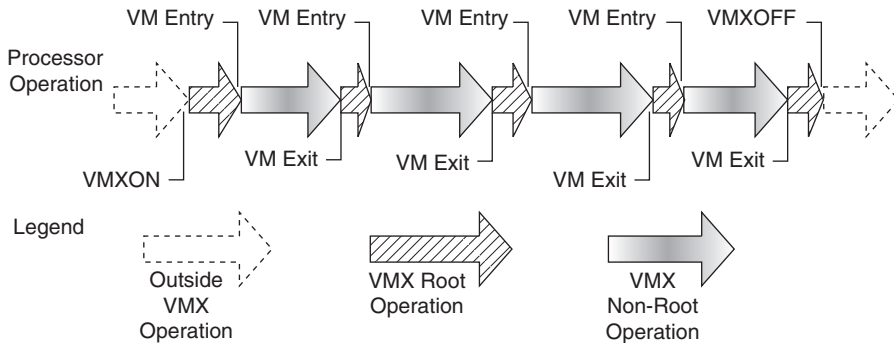 VM Entry VM Entry VM Entry VM Entry VMXOFF
Processor
Operation
VMXON
VM Exit VM Exit VM Exit VM Exit
Legend
Outside
VMX
Operation
VMX Root
Operation
VMX
Non-Root
Operation